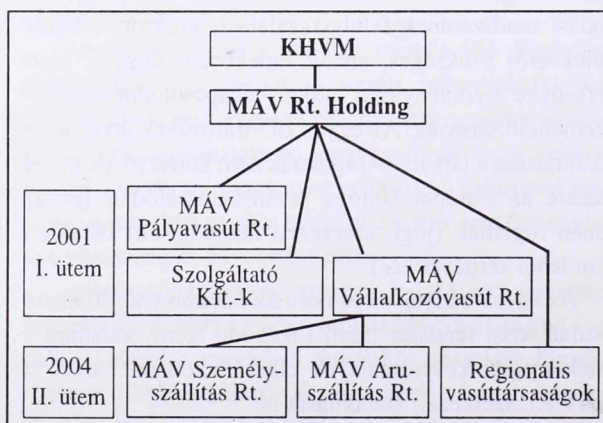 KHVM
MÁV Rt. Holding
2001
I. ütem
MÁV
Pályavasút Rt.
Szolgáltató
Kft.-k
MÁV
Vállalkozóvasút Rt.
2004
II. ütem
MÁV Személy-
szállítás Rt.
MÁV Áru-
szállítás Rt.
Regionális
vasúttársaságok